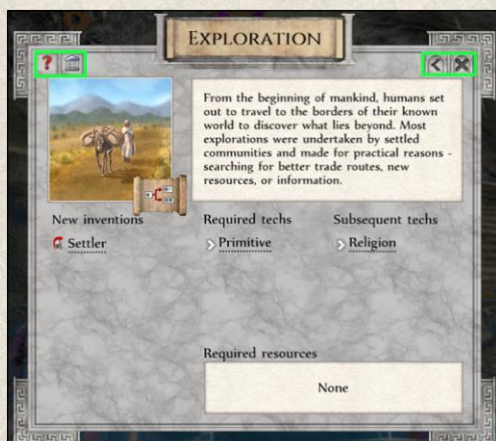 EXPLORATION
?
From the beginning of mankind, humans set
out to travel to the borders of their known
world to discover what lies beyond. Most
explorations were undertaken by settled
communities and made for practical reasons -
searching for better trade routes, new
resources, or information.
New inventions
Settler
Required techs
Primitive
Subsequent techs
Religion
Required resources
None